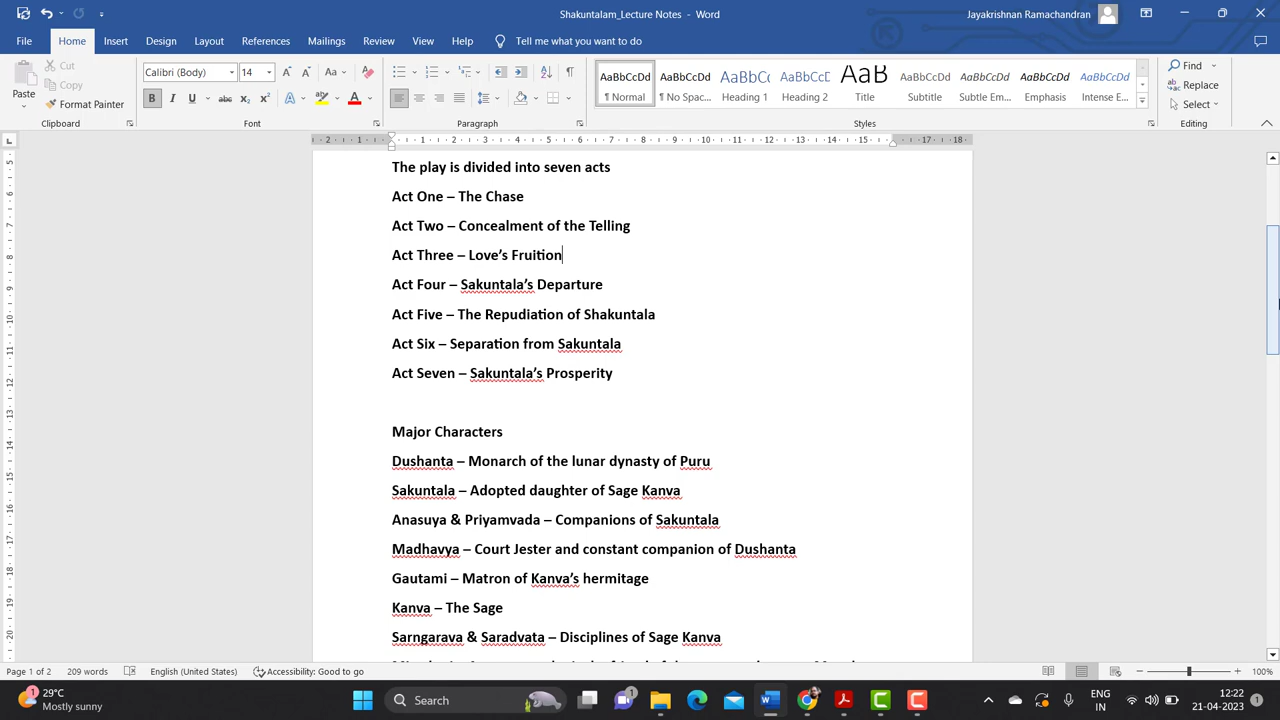 Shakuntalam_Lecture Notes - Word
Jayakrishnan Ramachandran
File Home Insert Design Layout References Mailings Review View Help Tell me what you want to do
Paste
Cut
Copy
Format Painter
Clipboard
Calibri (Body) 14
Font
Paragraph
AaBbCcDd AaBbCcDd AaBbCc AaBbCcD AaB AaBbCcD AaBbCcDd AaBbCcDd AaBbCcDd
¶ Normal ¶ No Spac... Heading 1 Heading 2 Title Subtitle Subtle Em... Emphasis Intense E...
Styles
Find
Replace
Select
Editing
The play is divided into seven acts
Act One – The Chase
Act Two – Concealment of the Telling
Act Three – Love’s Fruition
Act Four – Sakuntala’s Departure
Act Five – The Repudiation of Shakuntala
Act Six – Separation from Sakuntala
Act Seven – Sakuntala’s Prosperity
Major Characters
Dushanta – Monarch of the lunar dynasty of Puru
Sakuntala – Adopted daughter of Sage Kanva
Anasuya & Priyamvada – Companions of Sakuntala
Madhavya – Court Jester and constant companion of Dushanta
Gautami – Matron of Kanva’s hermitage
Kanva – The Sage
Sarngarava & Saradvata – Disciplines of Sage Kanva
Page 1 of 2 209 words English (United States) Accessibility: Good to go 100%
29°C
Mostly sunny
Search
ENG
IN
12:22
21-04-2023